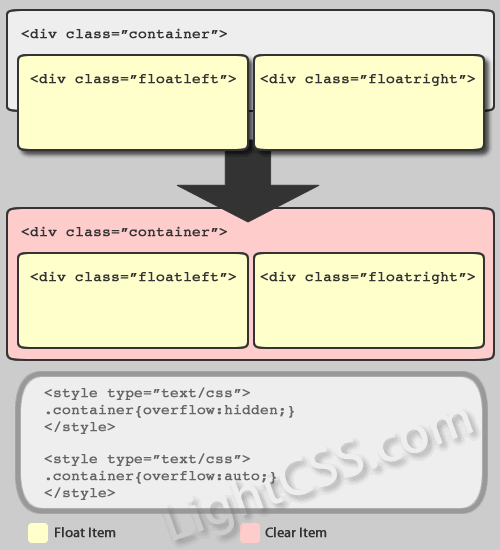 <div class=”container”>
<div class=”floatleft”> <div class=”floatright”>
<div class=”container”>
<div class=”floatleft”> <div class=”floatright”>
<style type=”text/css”>
.container{overflow:hidden;}
</style>
<style type=”text/css”>
.container{overflow:auto;}
</style>
LightCSS.com
Float Item Clear Item